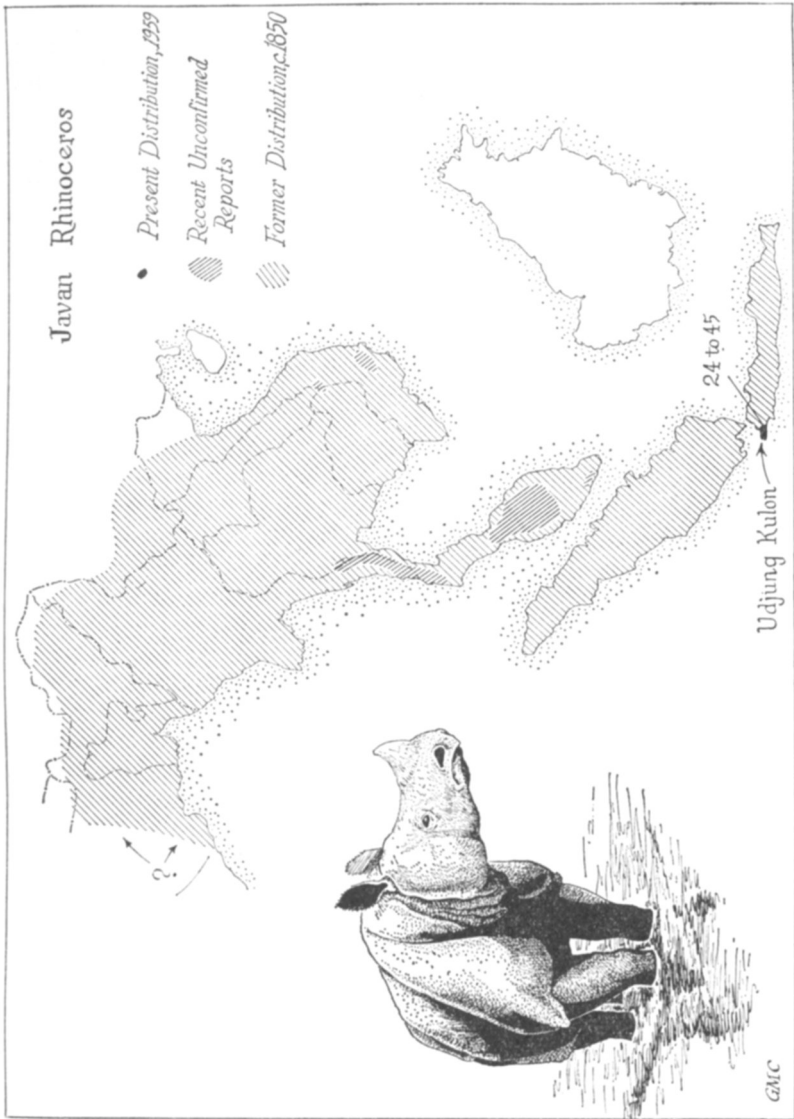 Javan Rhinoceros
Present Distribution, 1959
Recent Unconfirmed
Reports
Former Distribution, c.1850
?
24 to 45
Udjung Kulon
GMC